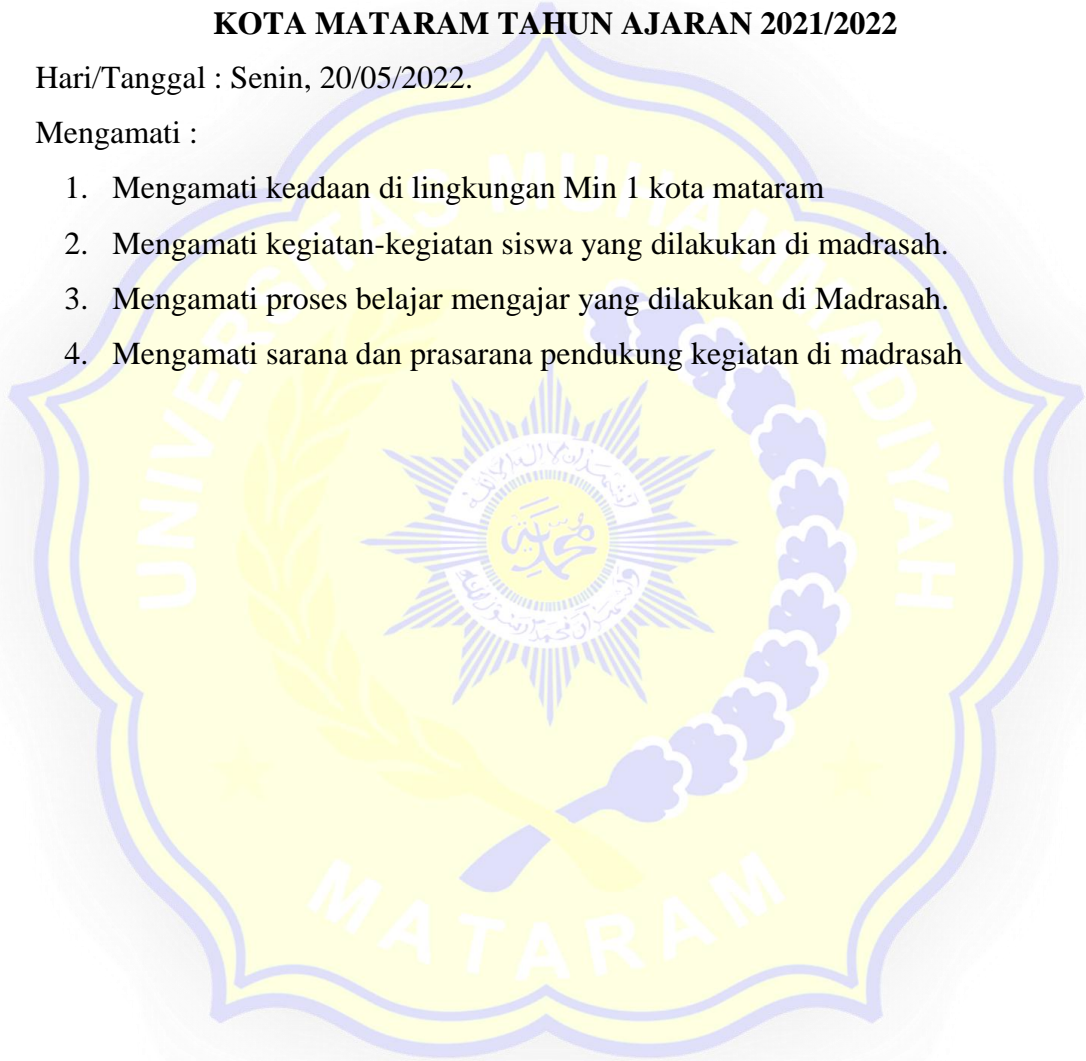 KOTA MATARAM TAHUN AJARAN 2021/2022
Hari/Tanggal : Senin, 20/05/2022.
Mengamati :
1. Mengamati keadaan di lingkungan Min 1 kota mataram
2. Mengamati kegiatan-kegiatan siswa yang dilakukan di madrasah.
3. Mengamati proses belajar mengajar yang dilakukan di Madrasah.
4. Mengamati sarana dan prasarana pendukung kegiatan di madrasah
UNIVERSITAS MUHAMMADIYAH
MATARAM